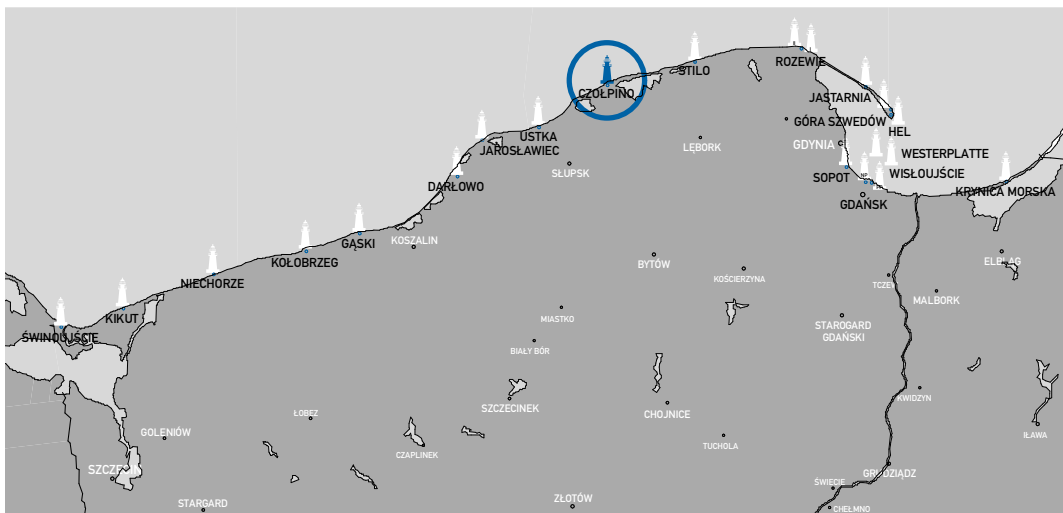 ROZEWIE
STILO
CZOŁPINO
JASTARNIA
GÓRA SZWEDÓW
HEL
USTKA
JAROSŁAWIEC
LĘBORK
GDYNIA
WESTERPLATTE
SŁUPSK
SOPOT
NP
WISŁOUJŚCIE
PP
DARŁOWO
GDAŃSK
KRYNICA MORSKA
GĄSKI
KOSZALIN
KOŁOBRZEG
BYTÓW
ELBLĄG
KOŚCIERZYNA
NIECHORZE
TCZEW
MALBORK
KIKUT
MIASTKO
STAROGARD
GDAŃSKI
ŚWINOUJŚCIE
BIAŁY BÓR
KWIDZYN
SZCZECINEK
CHOJNICE
ŁOBEZ
GOLENIÓW
TUCHOLA
IŁAWA
CZAPLINEK
SZCZECIN
GRUDZIĄDZ
ŚWIECIE
STARGARD
ZŁOTÓW
CHEŁMNO